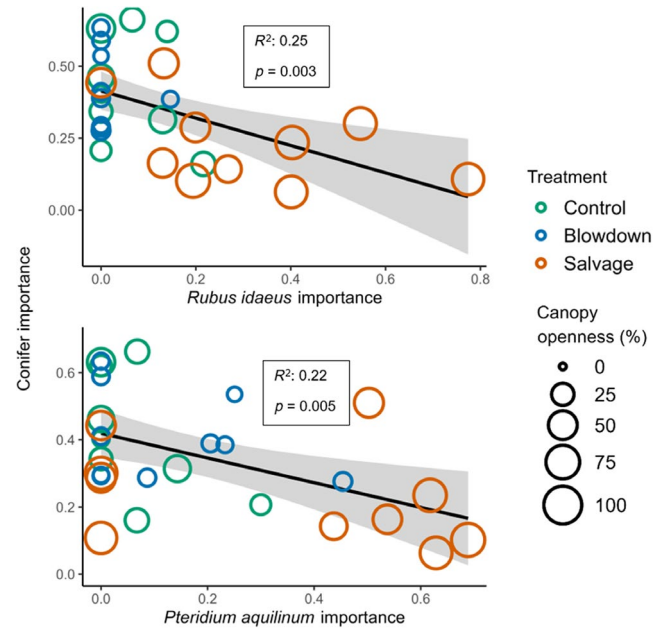 R²: 0.25
p = 0.003
0.50
0.25
0.00
0.0
0.2
0.4
0.6
0.8
Rubus idaeus importance
Conifer importance
R²: 0.22
p = 0.005
0.6
0.4
0.2
0.0
0.0
0.2
0.4
0.6
Pteridium aquilinum importance
Treatment
Control
Blowdown
Salvage
Canopy
openness (%)
0
25
50
75
100